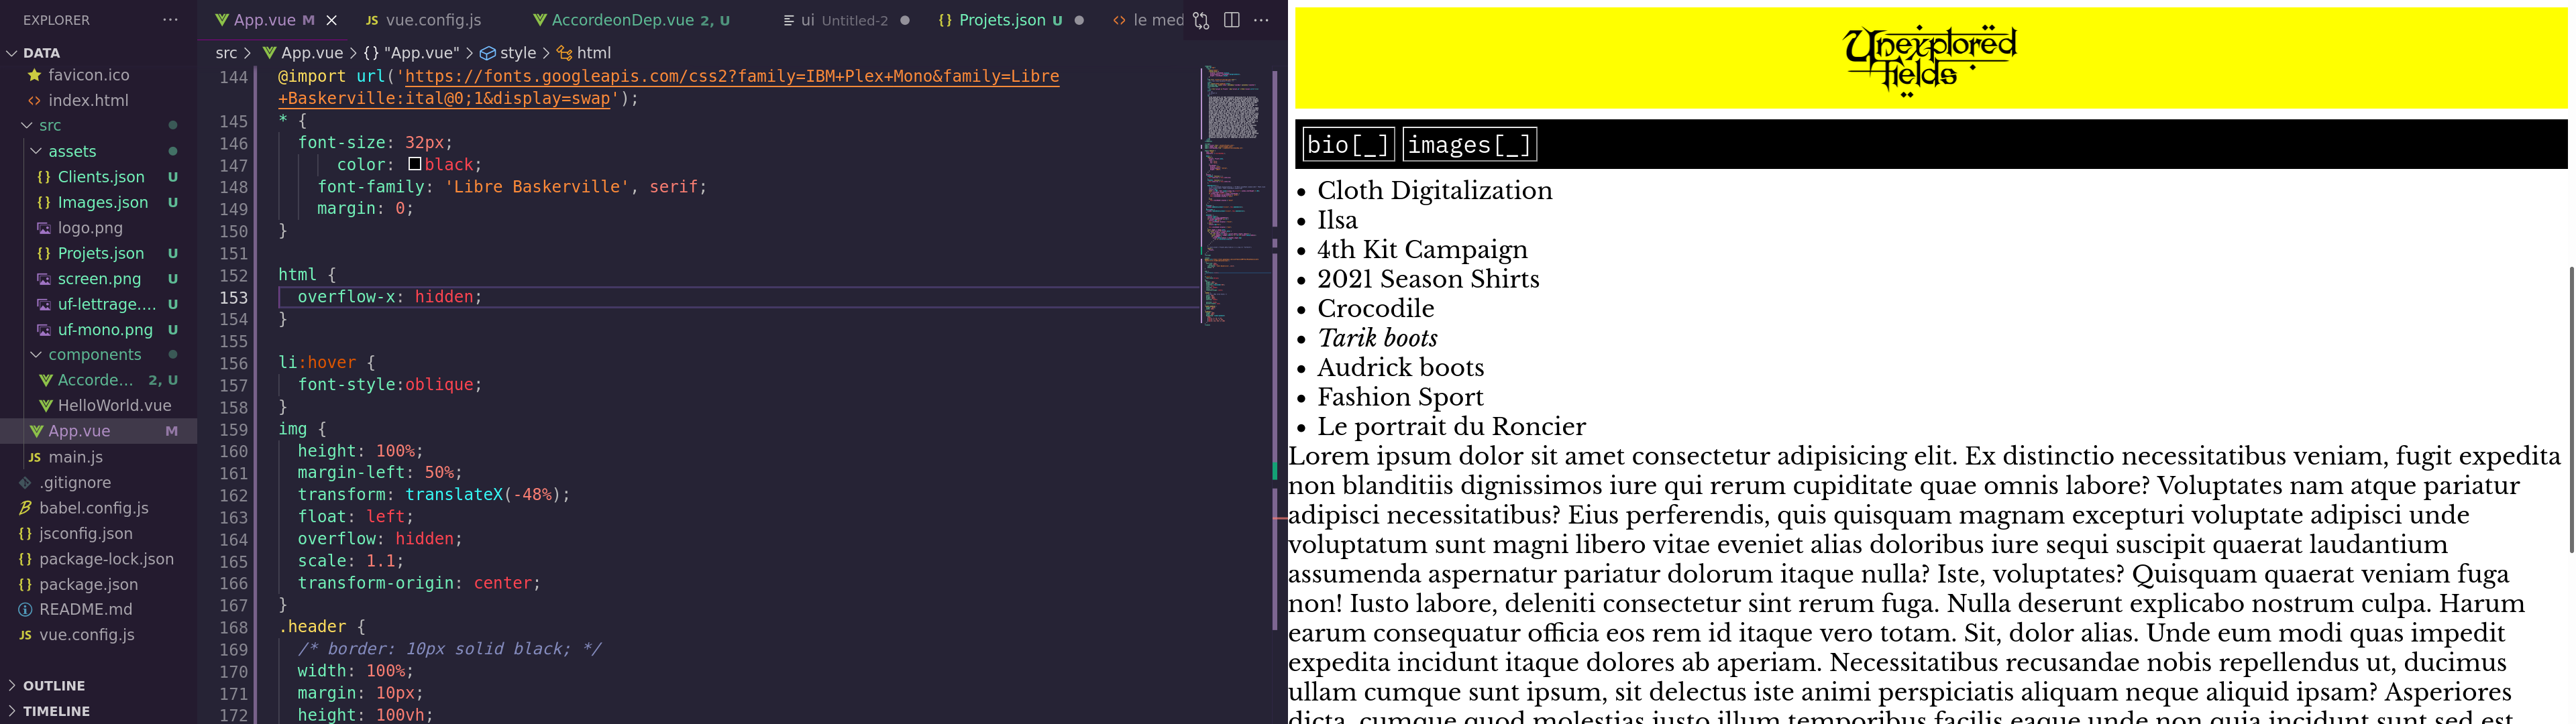 EXPLORER ...
DATA
favicon.ico
<> index.html
src
assets
{} Clients.json U
{} Images.json U
logo.png
{} Projets.json U
screen.png U
uf-lettrage.... U
uf-mono.png U
components
Accorde... 2, U
HelloWorld.vue
App.vue M
JS main.js
.gitignore
babel.config.js
{} jsconfig.json
{} package-lock.json
{} package.json
README.md
JS vue.config.js
OUTLINE
TIMELINE
App.vue M × JS vue.config.js AccordeonDep.vue 2, U ui Untitled-2 ● {} Projets.json U ● <> le med ...
src > App.vue > {} "App.vue" > style > html
144 @import url('https://fonts.googleapis.com/css2?family=IBM+Plex+Mono&family=Libre
+Baskerville:ital@0;1&display=swap');
145 * {
146 font-size: 32px;
147 color: black;
148 font-family: 'Libre Baskerville', serif;
149 margin: 0;
150 }
151
152 html {
153 overflow-x: hidden;
154 }
155
156 li:hover {
157 font-style:oblique;
158 }
159 img {
160 height: 100%;
161 margin-left: 50%;
162 transform: translateX(-48%);
163 float: left;
164 overflow: hidden;
165 scale: 1.1;
166 transform-origin: center;
167 }
168 .header {
169 /* border: 10px solid black; */
170 width: 100%;
171 margin: 10px;
172 height: 100vh;
Unexplored
fields
bio[_] images[_]
• Cloth Digitalization
• Ilsa
• 4th Kit Campaign
• 2021 Season Shirts
• Crocodile
• Tarik boots
• Audrick boots
• Fashion Sport
• Le portrait du Roncier
Lorem ipsum dolor sit amet consectetur adipisicing elit. Ex distinctio necessitatibus veniam, fugit expedita
non blanditiis dignissimos iure qui rerum cupiditate quae omnis labore? Voluptates nam atque pariatur
adipisci necessitatibus? Eius perferendis, quis quisquam magnam excepturi voluptate adipisci unde
voluptatum sunt magni libero vitae eveniet alias doloribus iure sequi suscipit quaerat laudantium
assumenda aspernatur pariatur dolorum itaque nulla? Iste, voluptates? Quisquam quaerat veniam fuga
non! Iusto labore, deleniti consectetur sint rerum fuga. Nulla deserunt explicabo nostrum culpa. Harum
earum consequatur officia eos rem id itaque vero totam. Sit, dolor alias. Unde eum modi quas impedit
expedita incidunt itaque dolores ab aperiam. Necessitatibus recusandae nobis repellendus ut, ducimus
ullam cumque sunt ipsum, sit delectus iste animi perspiciatis aliquam neque aliquid ipsam? Asperiores
dicta, cumque quod molestias iusto illum temporibus facilis eaque unde non quia incidunt sunt sed est